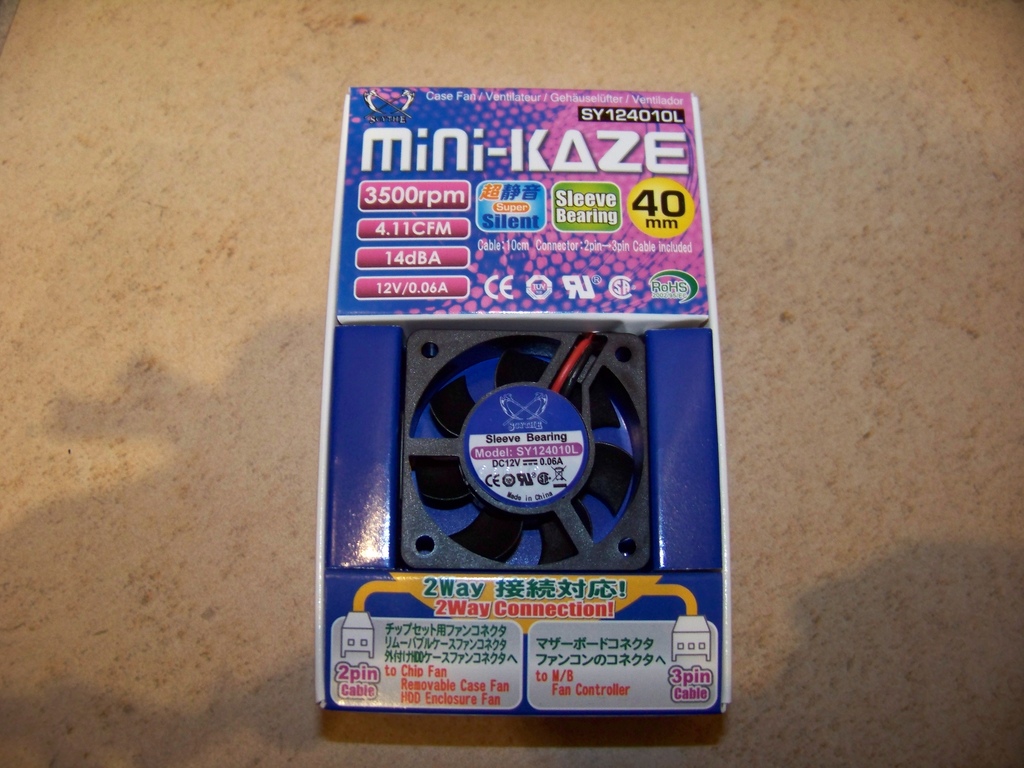 Case Fan / Ventilateur / Gehäuselüfter / Ventilador
SCYTHE
SY124010L
mini-KAZE
3500rpm
超静音
Super
Silent
Sleeve
Bearing
40
mm
4.11CFM
Cable:10cm Connector:2pin→3pin Cable included
14dBA
12V/0.06A
CE
TÜV
UR®
SA
RoHS
SCYTHE
Sleeve Bearing
Model: SY124010L
DC12V 0.06A
CE
Made in China
2Way 接続対応!
2Way Connection!
チップセット用ファンコネクタ
リムーバブルケースファンコネクタ
外付けHDDケースファンコネクタへ
to Chip Fan
Removable Case Fan
HDD Enclosure Fan
2pin
Cable
マザーボードコネクタ
ファンコンのコネクタへ
to M/B
Fan Controller
3pin
Cable